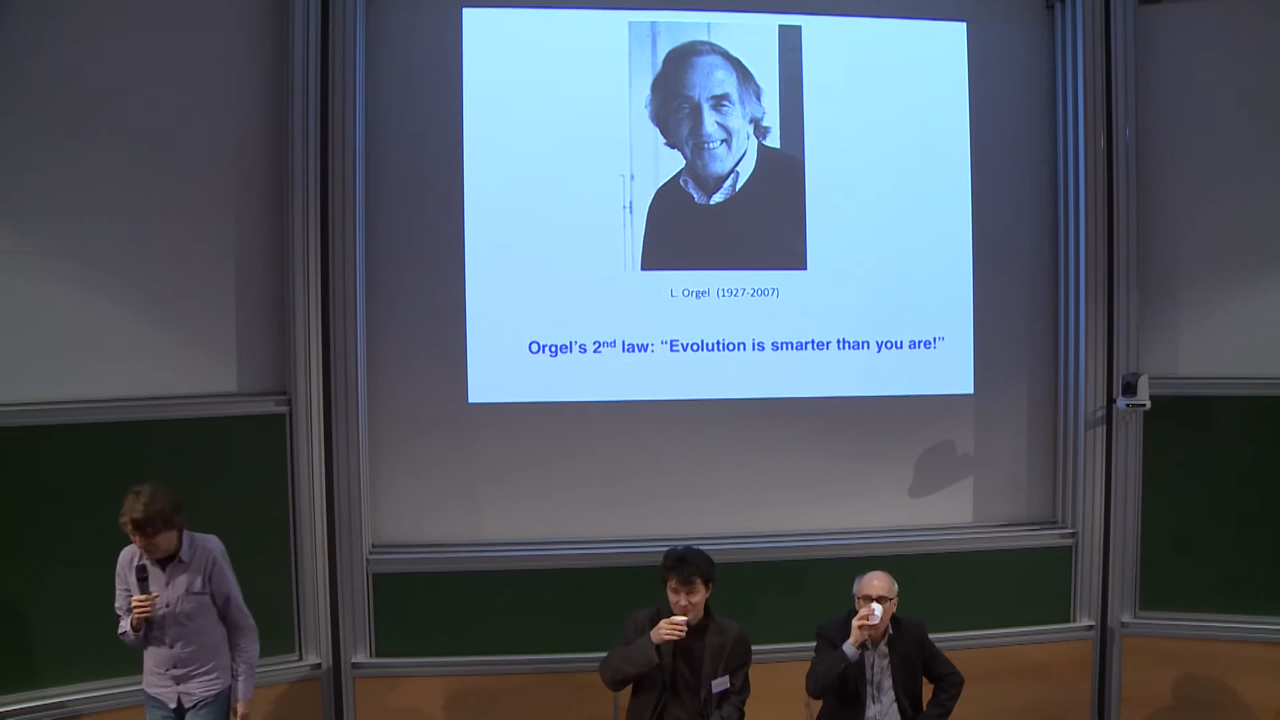 L. Orgel (1927-2007)
Orgel's 2nd law: “Evolution is smarter than you are!”